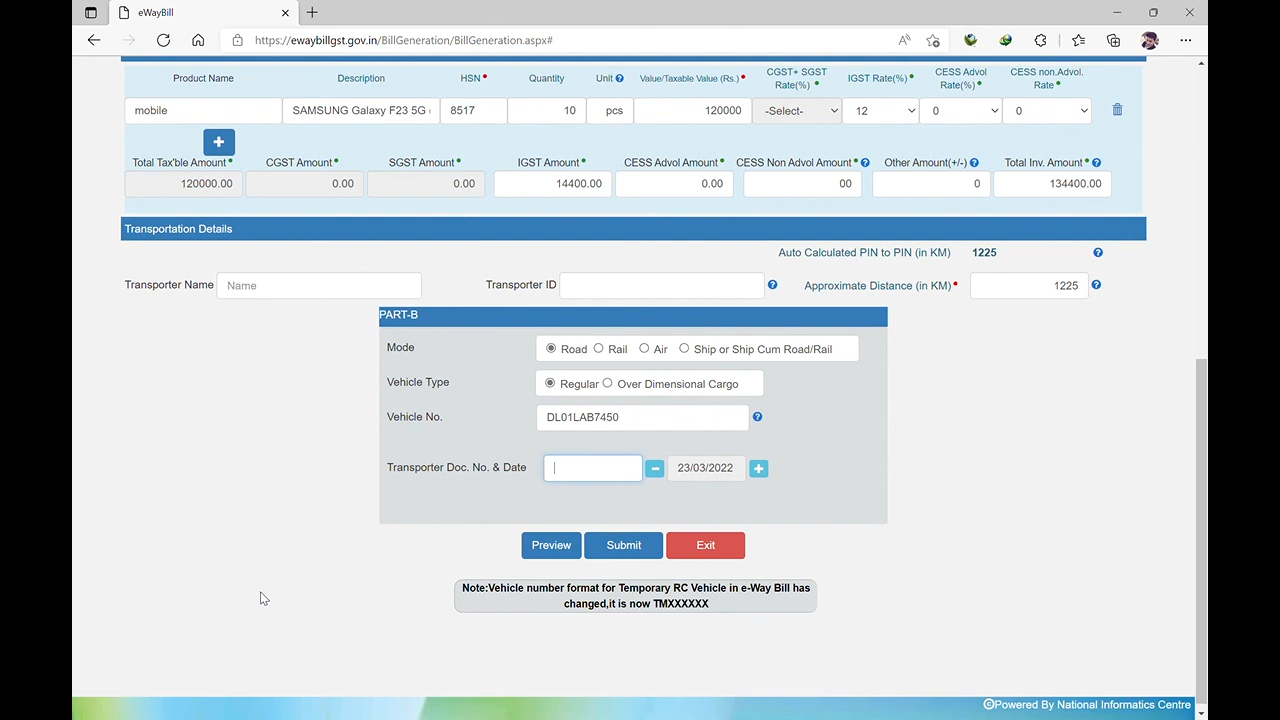 eWayBill
https://ewaybillgst.gov.in/BillGeneration/BillGeneration.aspx#
Product Name Description HSN Quantity Unit Value/Taxable Value (Rs.) CGST+ SGST Rate(%) IGST Rate(%) CESS Advol Rate(%) CESS non.Advol. Rate
mobile SAMSUNG Galaxy F23 5G 8517 10 pcs 120000 -Select- 12 0 0
+
Total Tax'ble Amount CGST Amount SGST Amount IGST Amount CESS Advol Amount CESS Non Advol Amount Other Amount(+/-) Total Inv. Amount
120000.00 0.00 0.00 14400.00 0.00 00 0 134400.00
Transportation Details
Auto Calculated PIN to PIN (in KM) 1225
Transporter Name Name Transporter ID Approximate Distance (in KM) 1225
PART-B
Mode Road Rail Air Ship or Ship Cum Road/Rail
Vehicle Type Regular Over Dimensional Cargo
Vehicle No. DL01LAB7450
Transporter Doc. No. & Date 23/03/2022
Preview Submit Exit
Note:Vehicle number format for Temporary RC Vehicle in e-Way Bill has
changed,it is now TMXXXXXX
©Powered By National Informatics Centre